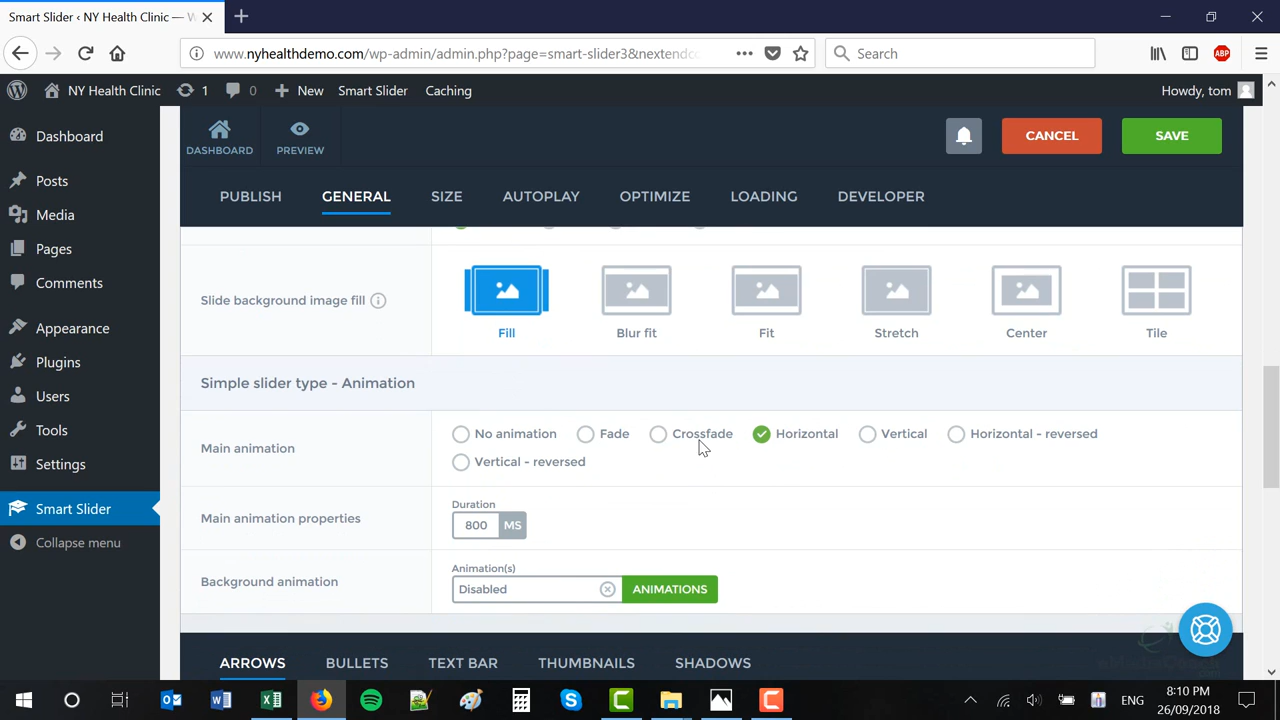 Smart Slider ‹ NY Health Clinic — W
www.nyhealthdemo.com/wp-admin/admin.php?page=smart-slider3&nextendco
Search
ABP
NY Health Clinic 1 0 New Smart Slider Caching Howdy, tom
Dashboard
Posts
Media
Pages
Comments
Appearance
Plugins
Users
Tools
Settings
Smart Slider
Collapse menu
DASHBOARD PREVIEW CANCEL SAVE
PUBLISH GENERAL SIZE AUTOPLAY OPTIMIZE LOADING DEVELOPER
Slide background image fill
Fill Blur fit Fit Stretch Center Tile
Simple slider type - Animation
Main animation
No animation Fade Crossfade Horizontal Vertical Horizontal - reversed
Vertical - reversed
Main animation properties
Duration
800 MS
Background animation
Animation(s)
Disabled ANIMATIONS
ARROWS BULLETS TEXT BAR THUMBNAILS SHADOWS
ENG
8:10 PM
26/09/2018